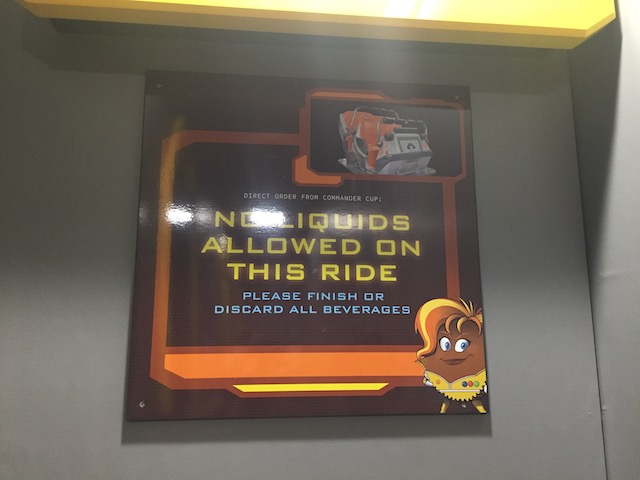 DIRECT ORDER FROM COMMANDER CUP:
NO LIQUIDS
ALLOWED ON
THIS RIDE
PLEASE FINISH OR
DISCARD ALL BEVERAGES